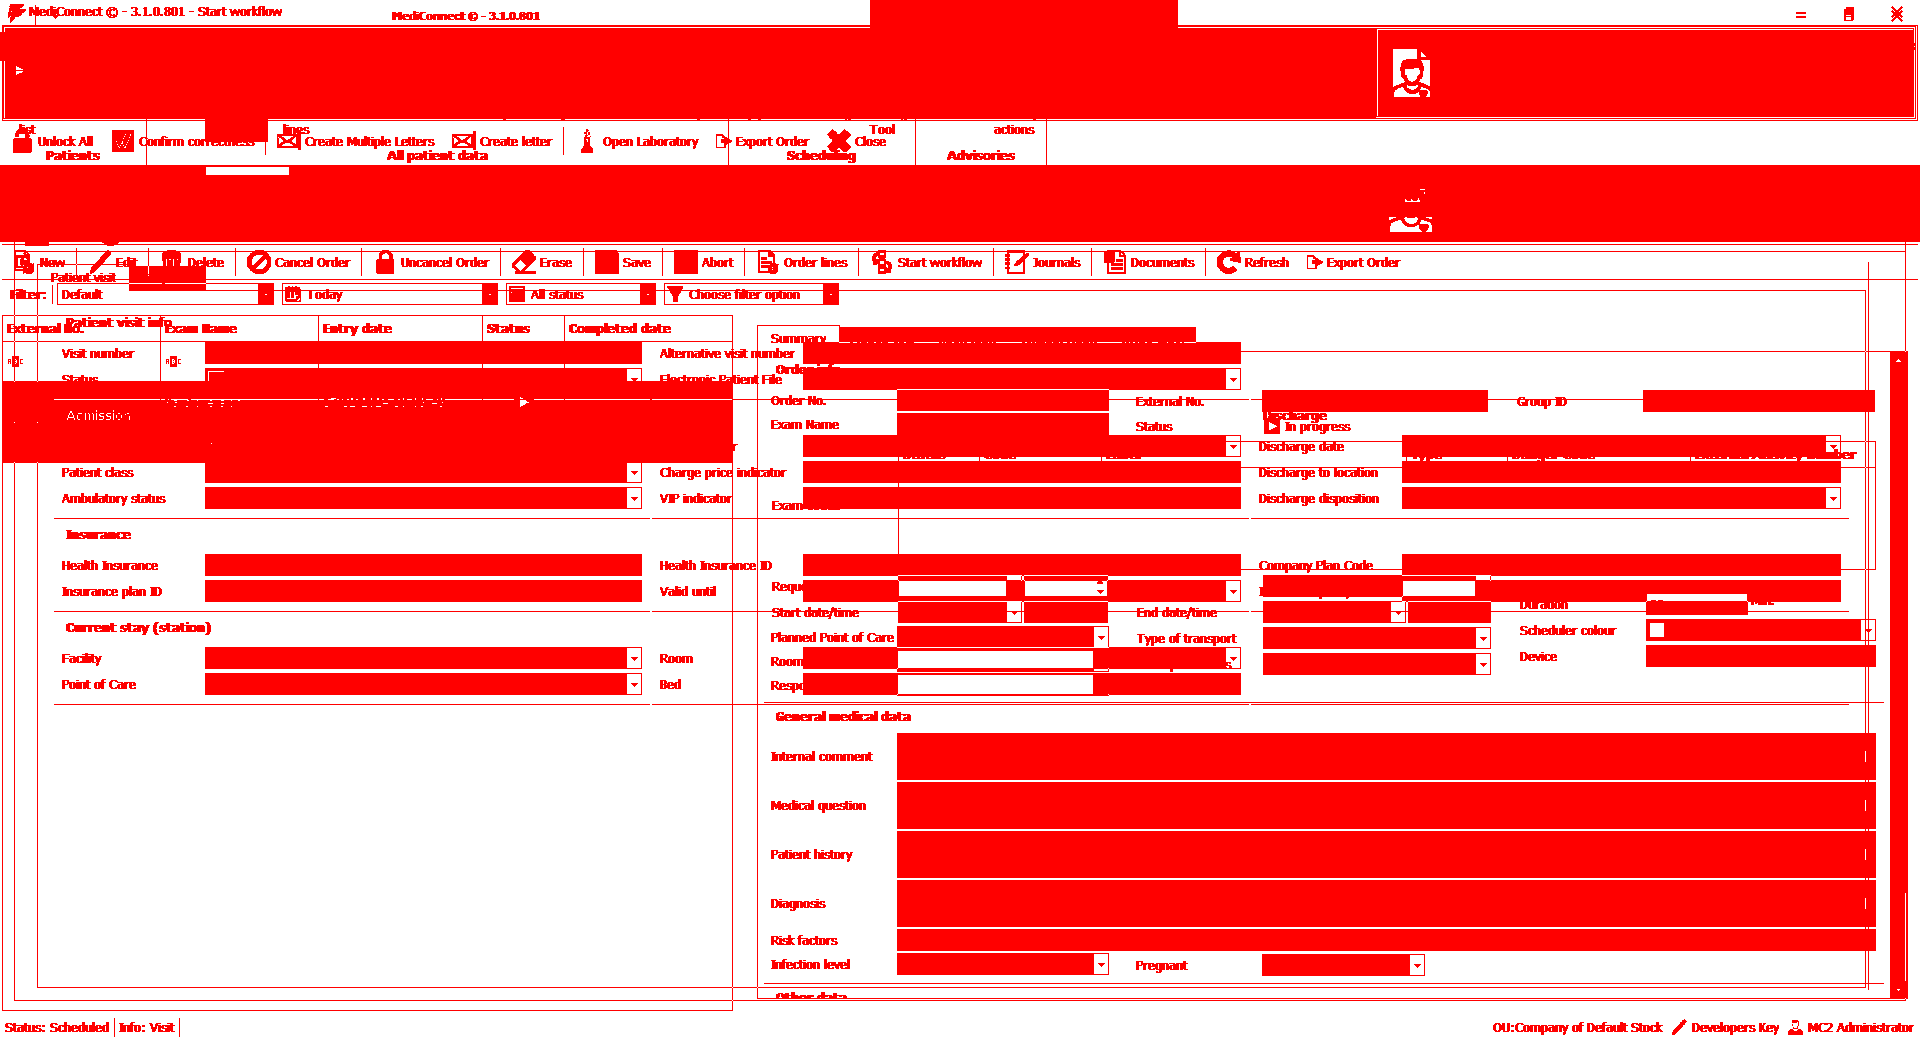 MediConnect © - 3.1.0.801 - Start workflow
MediConnect © - 3.1.0.801
list
lines
Tool
actions
Unlock All
Confirm correctness
Create Multiple Letters
Create letter
Open Laboratory
Export Order
Close
Patients
All patient data
Scheduling
Advisories
New
Edit
Delete
Cancel Order
Uncancel Order
Erase
Save
Abort
Order lines
Start workflow
Journals
Documents
Refresh
Export Order
Patient visit
Filter:
Default
Today
All status
Choose filter option
External No.
Patient visit info
Exam Name
Entry date
Status
Completed date
Summary
Visit number
Alternative visit number
Status
Electronic Patient File
Order info
Admission
Order No.
External No.
Group ID
Exam Name
Status
Discharge
In progress
Discharge date
Patient class
Charge price indicator
Discharge to location
Ambulatory status
VIP indicator
Discharge disposition
Insurance
Health Insurance
Health Insurance ID
Company Plan Code
Insurance plan ID
Valid until
Start date/time
End date/time
Duration
Current stay (station)
Planned Point of Care
Type of transport
Scheduler colour
Facility
Room
Room
Device
Point of Care
Bed
General medical data
Internal comment
Medical question
Patient history
Diagnosis
Risk factors
Infection level
Pregnant
Other data
Status: Scheduled
Info: Visit
OU:Company of Default Stock
Developers Key
MC2 Administrator